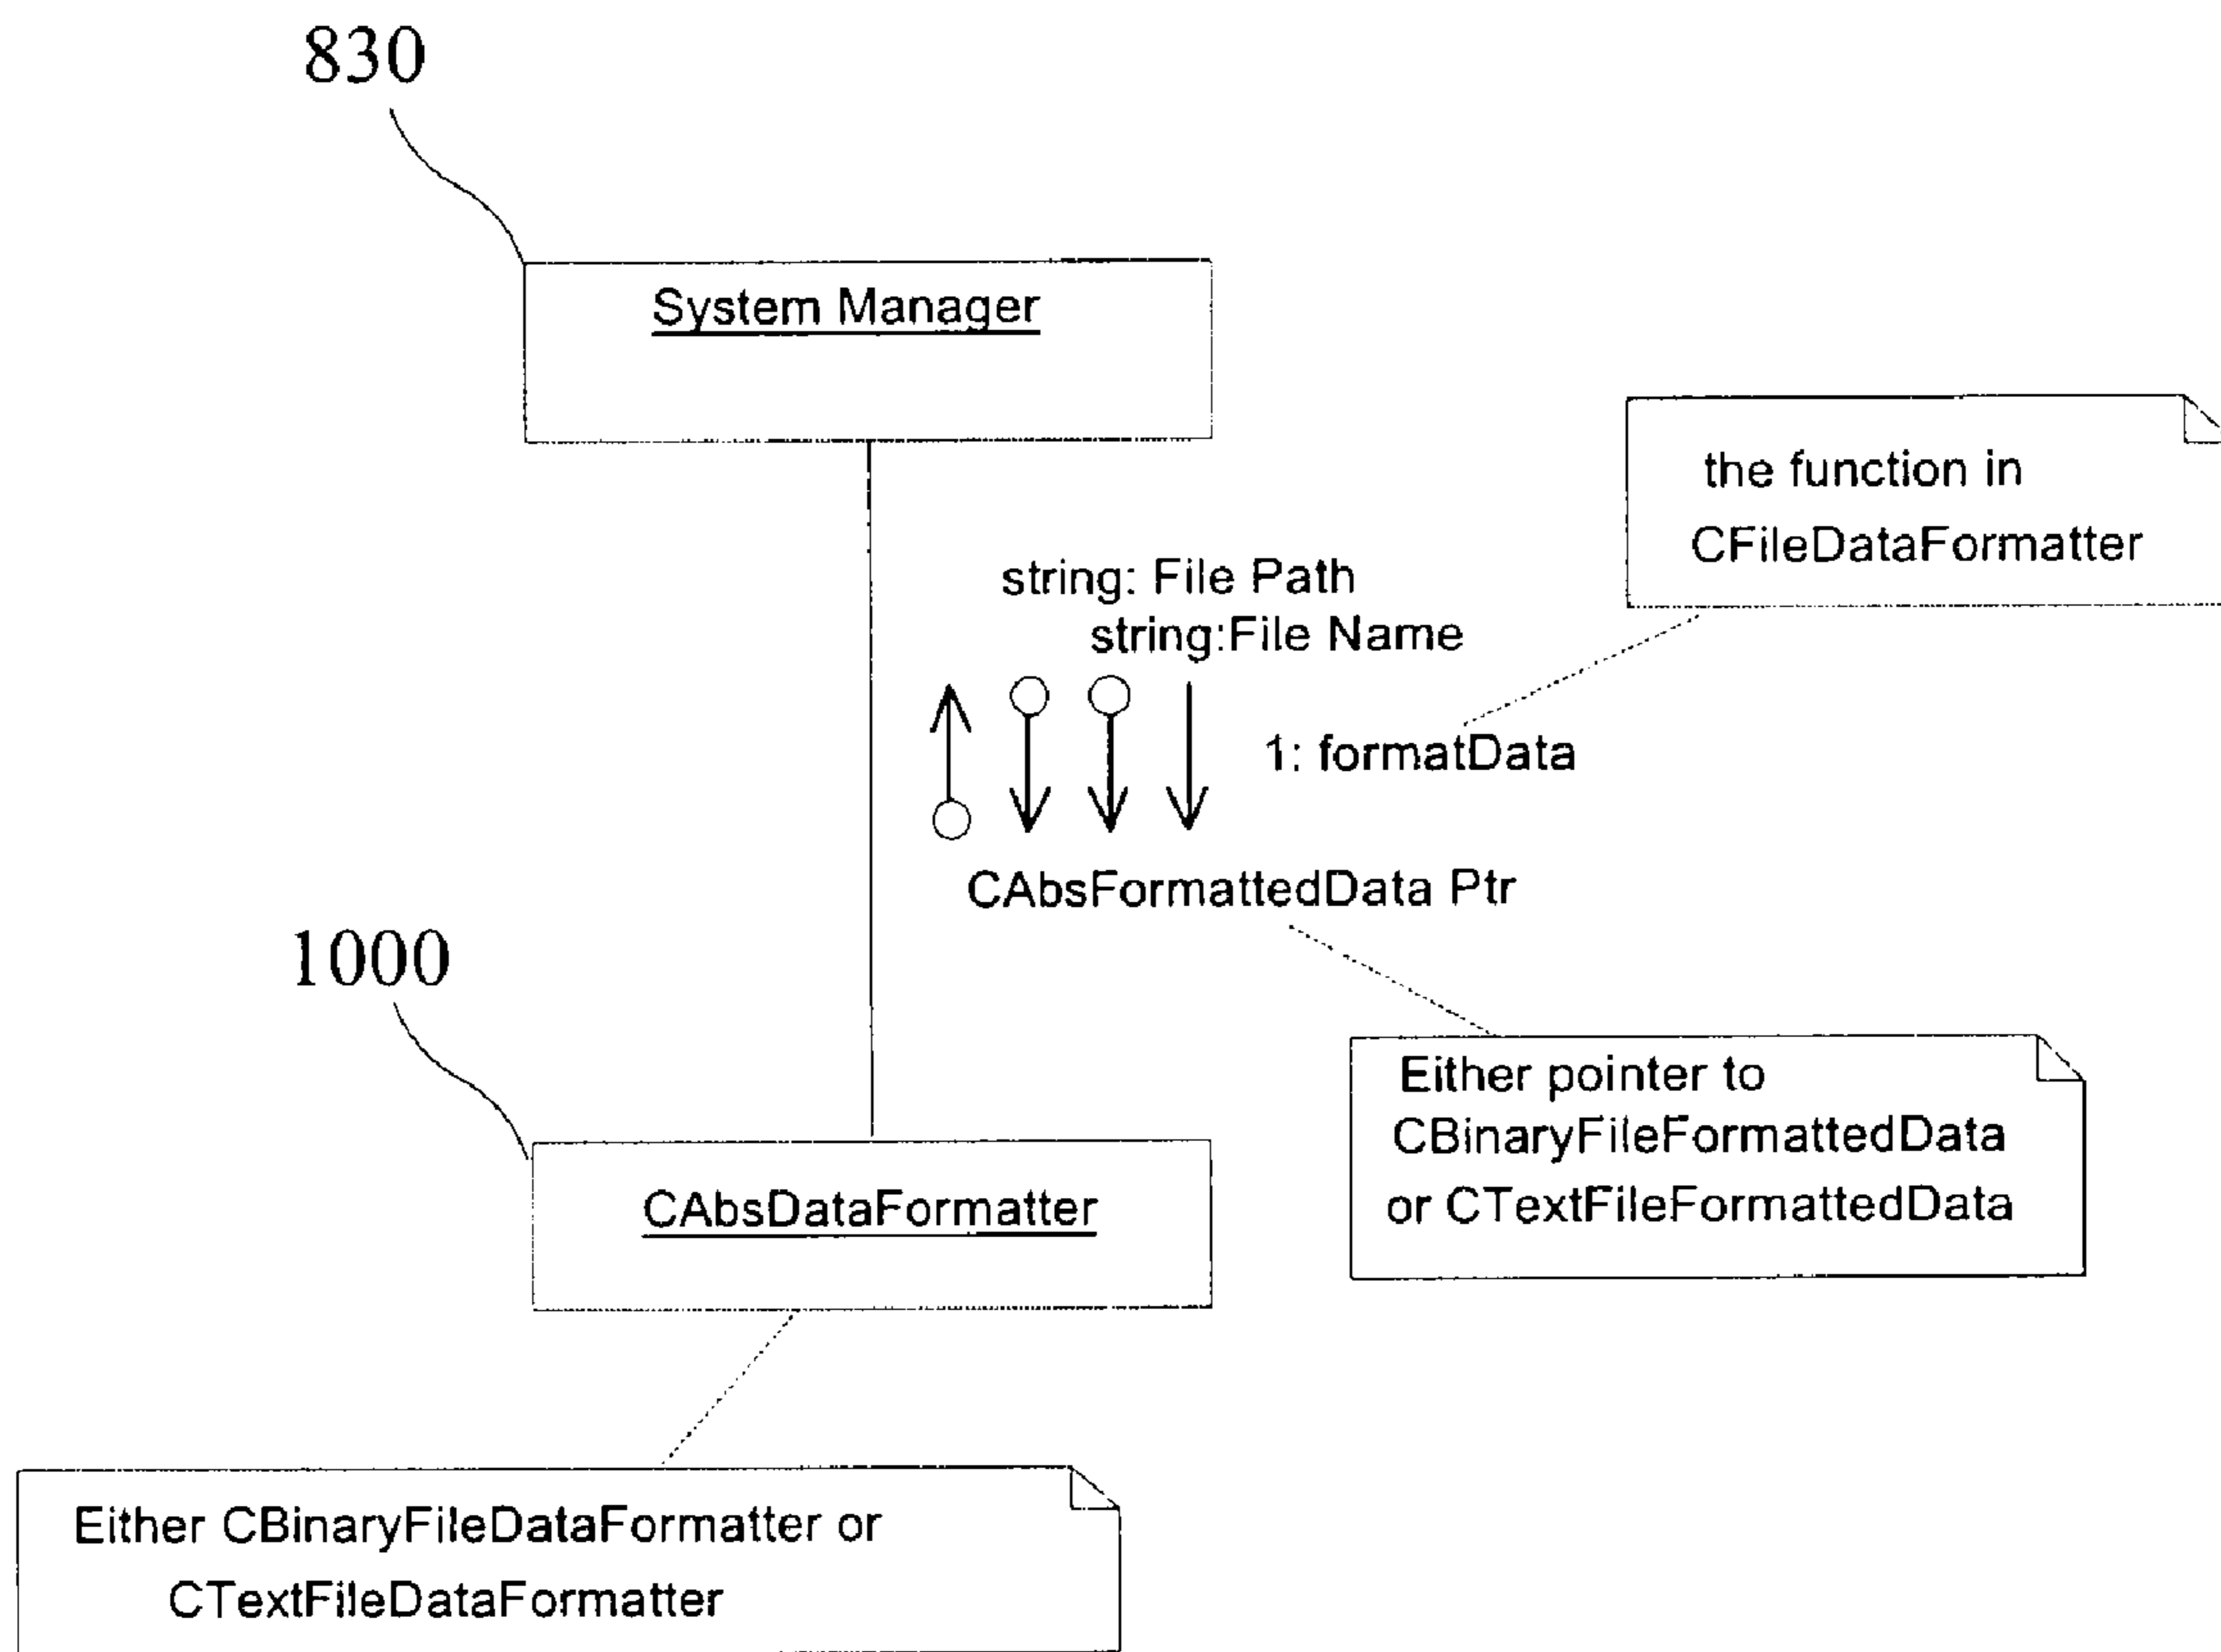 830
System Manager
the function in
CFileDataFormatter
string: File Path
string:File Name
1: formatData
CAbsFormattedData Ptr
1000
Either pointer to
CBinaryFileFormattedData
or CTextFileFormattedData
CAbsDataFormatter
Either CBinaryFileDataFormatter or
CTextFileDataFormatter